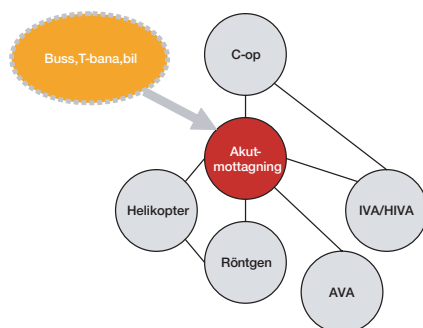 C-op
Buss,T-bana,bil
Akut-
mottagning
Helikopter
IVA/HIVA
Röntgen
AVA